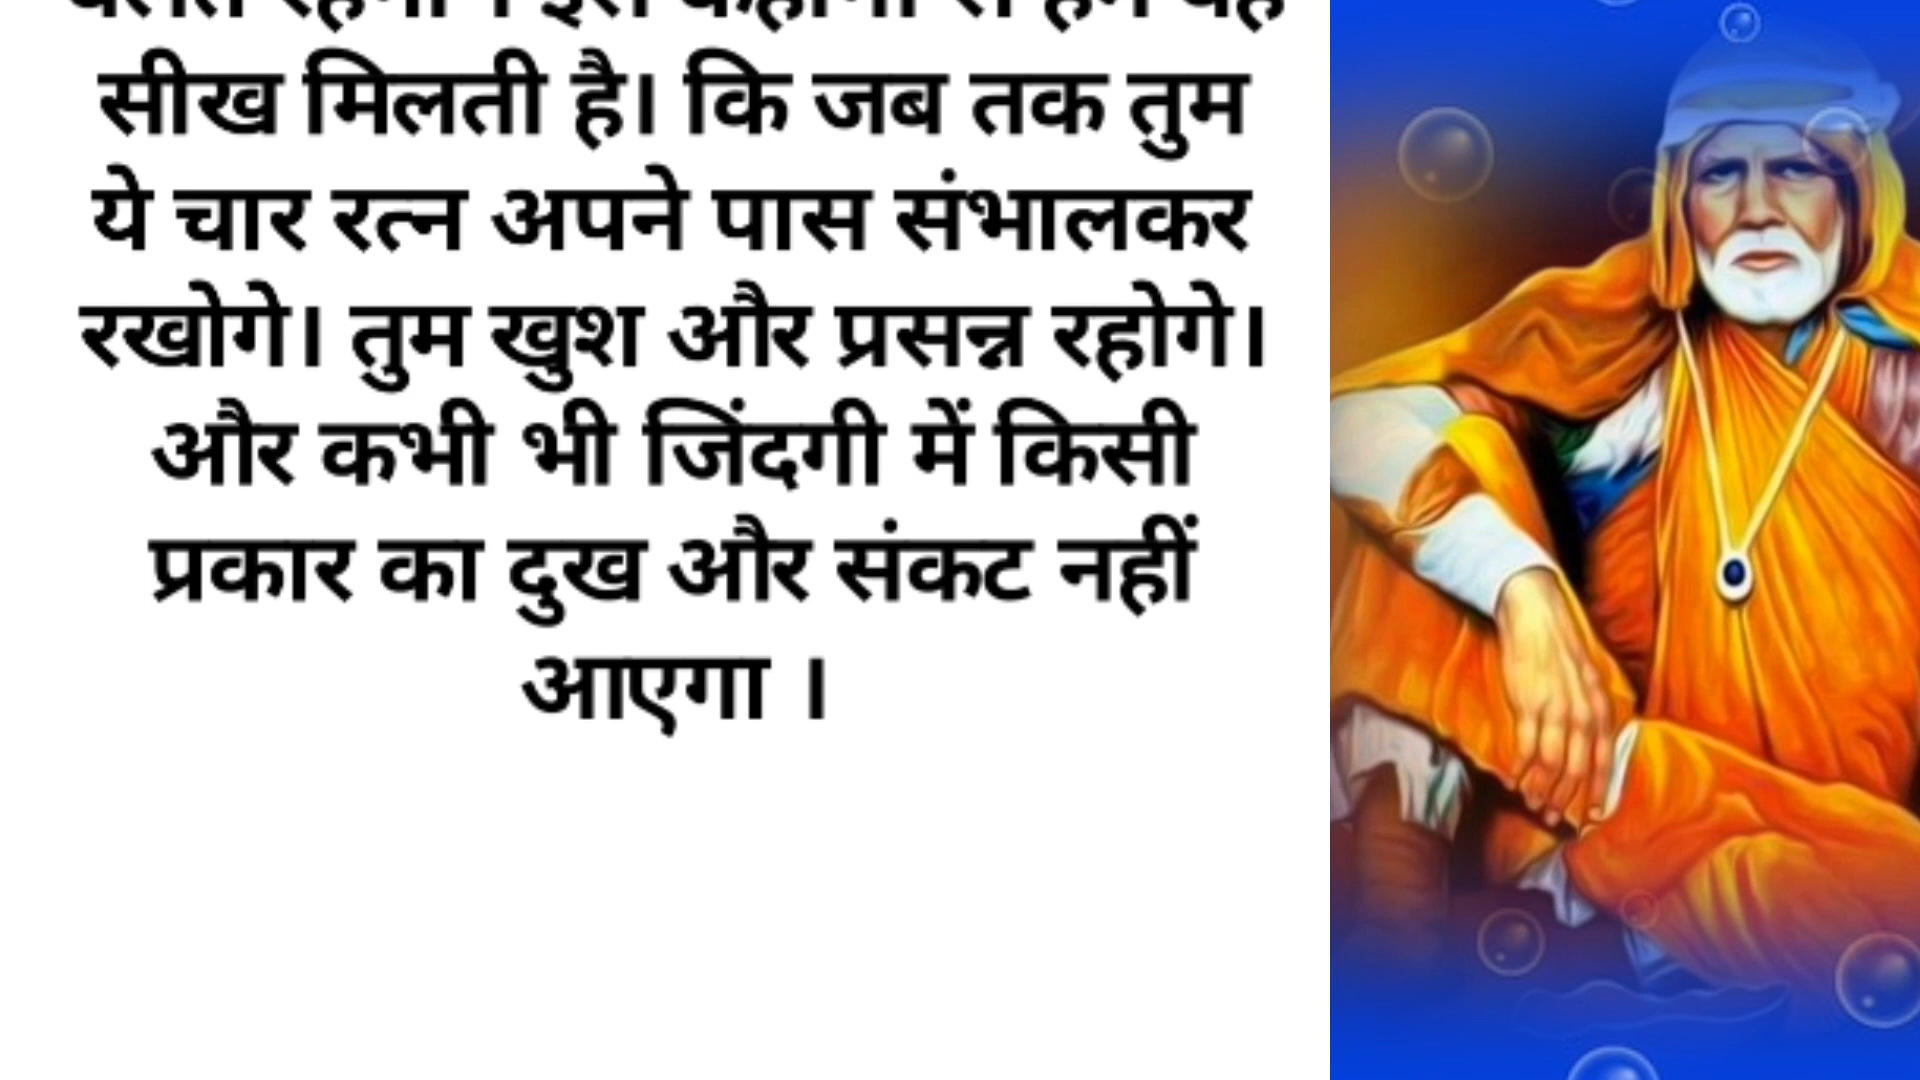 सीख मिलती है। कि जब तक तुम
ये चार रत्न अपने पास संभालकर
रखोगे। तुम खुश और प्रसन्न रहोगे।
और कभी भी जिंदगी में किसी
प्रकार का दुख और संकट नहीं
आएगा ।